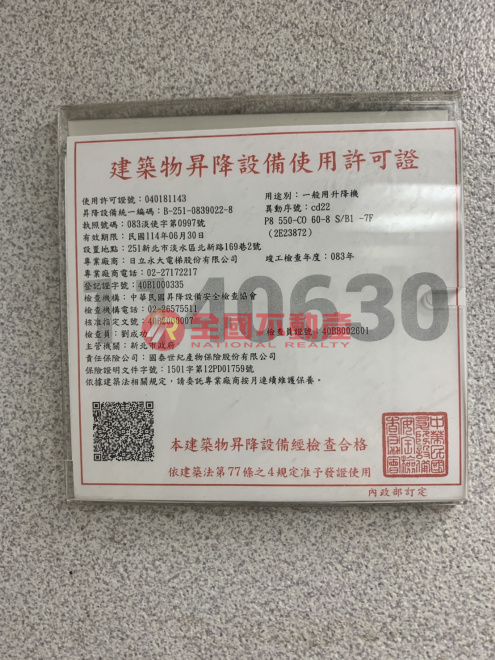 建築物昇降設備使用許可證
使用許可證號：040181143
用途別：一般用升降機
昇降設備統一編碼：B-251-0839022-8
異動序號：cd22
執照號碼：083淡使字第0997號
P8 550-CO 60-8 S/B1 -7F
有效期限：民國114年06月30日
(2E23872)
設置地點：251新北市淡水區北新路169巷2號
專業廠商：日立永大電梯股份有限公司
竣工檢查年度：083年
專業廠商電話：02-27172217
登記證字號：40B1000335
檢查機構：中華民國昇降設備安全檢查協會
檢查機構電話：02-26575511
核准指定文號：40B2000007
檢查員：劉成功
檢查員證號：40BB002601
主管機關：新北市政府
責任保險公司：國泰世紀產物保險股份有限公司
保險證明文件字號：1501字第12PD01759號
依據建築法相關規定，請委託專業廠商按月連續維護保養。
1140630
全國不動產
NATIONAL REALTY
本建築物昇降設備經檢查合格
依建築法第77條之4規定准予發證使用
內政部訂定